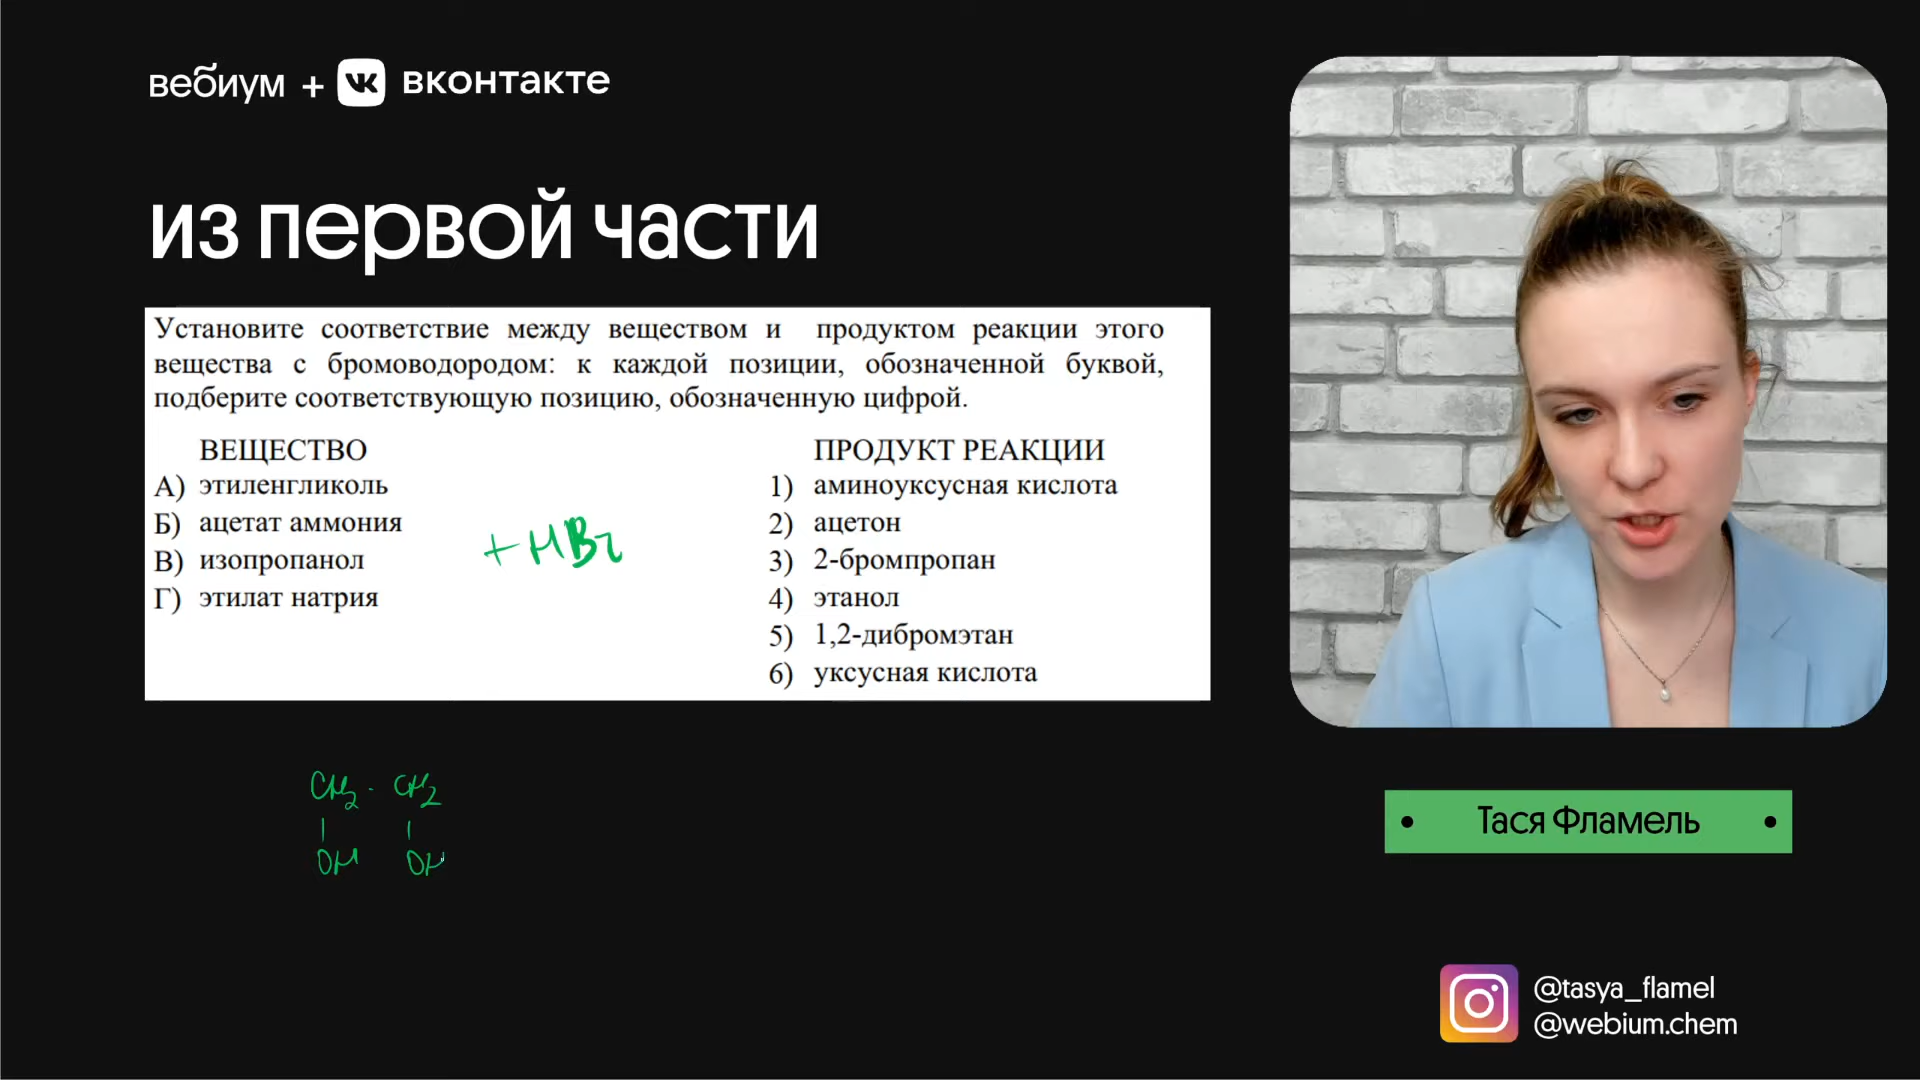 вебиум + вконтакте
из первой части
Установите соответствие между веществом и продуктом реакции этого
вещества с бромоводородом: к каждой позиции, обозначенной буквой,
подберите соответствующую позицию, обозначенную цифрой.
ВЕЩЕСТВО
А) этиленгликоль
Б) ацетат аммония
В) изопропанол
Г) этилат натрия
+HBr
ПРОДУКТ РЕАКЦИИ
1) аминоуксусная кислота
2) ацетон
3) 2-бромпропан
4) этанол
5) 1,2-дибромэтан
6) уксусная кислота
CH2 - CH2
| |
OH OH
• Тася Фламель •
@tasya_flamel
@webium.chem